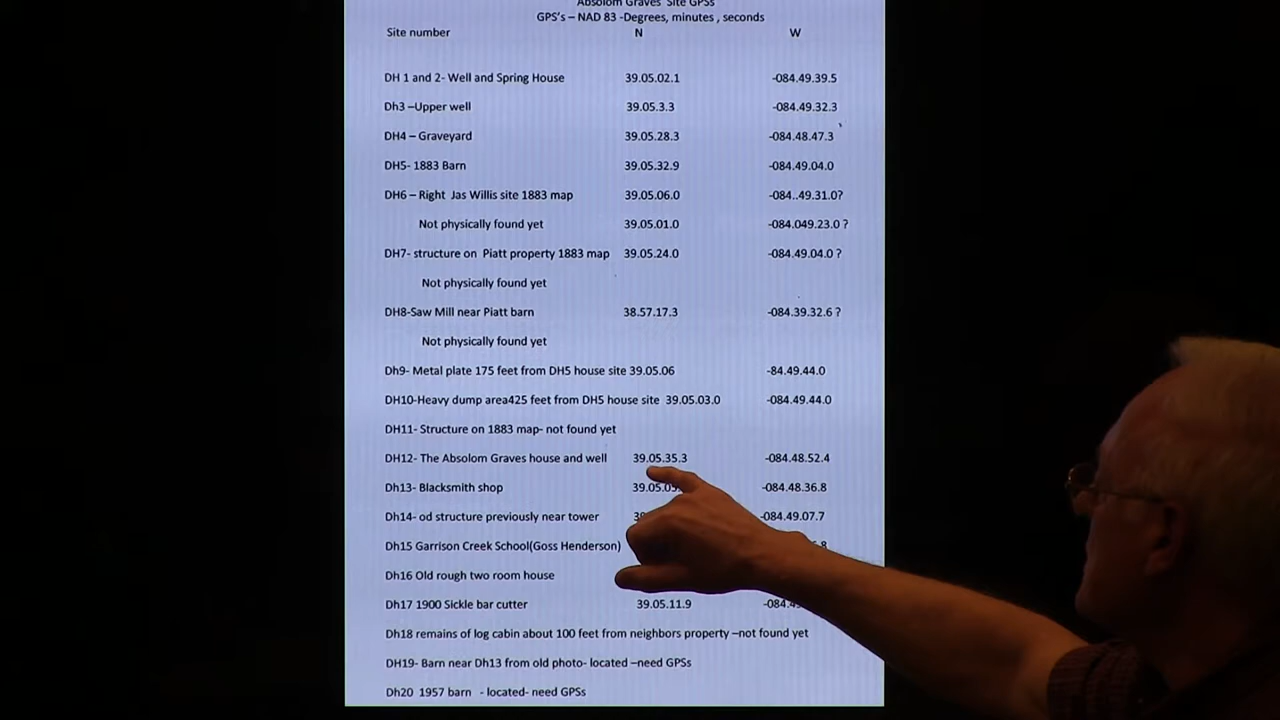 Absolom Graves Site GPSs
GPS's – NAD 83 -Degrees, minutes , seconds
Site number N W
DH 1 and 2- Well and Spring House 39.05.02.1 -084.49.39.5
Dh3 –Upper well 39.05.3.3 -084.49.32.3
DH4 – Graveyard 39.05.28.3 -084.48.47.3
DH5- 1883 Barn 39.05.32.9 -084.49.04.0
DH6 – Right Jas Willis site 1883 map 39.05.06.0 -084..49.31.0?
Not physically found yet 39.05.01.0 -084.049.23.0 ?
DH7- structure on Piatt property 1883 map 39.05.24.0 -084.49.04.0 ?
Not physically found yet
DH8-Saw Mill near Piatt barn 38.57.17.3 -084.39.32.6 ?
Not physically found yet
Dh9- Metal plate 175 feet from DH5 house site 39.05.06 -84.49.44.0
DH10-Heavy dump area425 feet from DH5 house site 39.05.03.0 -084.49.44.0
DH11- Structure on 1883 map- not found yet
DH12- The Absolom Graves house and well 39.05.35.3 -084.48.52.4
Dh13- Blacksmith shop 39.05.0 -084.48.36.8
Dh14- od structure previously near tower -084.49.07.7
Dh15 Garrison Creek School(Goss Henderson)
Dh16 Old rough two room house
Dh17 1900 Sickle bar cutter 39.05.11.9 -084.4
Dh18 remains of log cabin about 100 feet from neighbors property –not found yet
DH19- Barn near Dh13 from old photo- located –need GPSs
Dh20 1957 barn - located- need GPSs